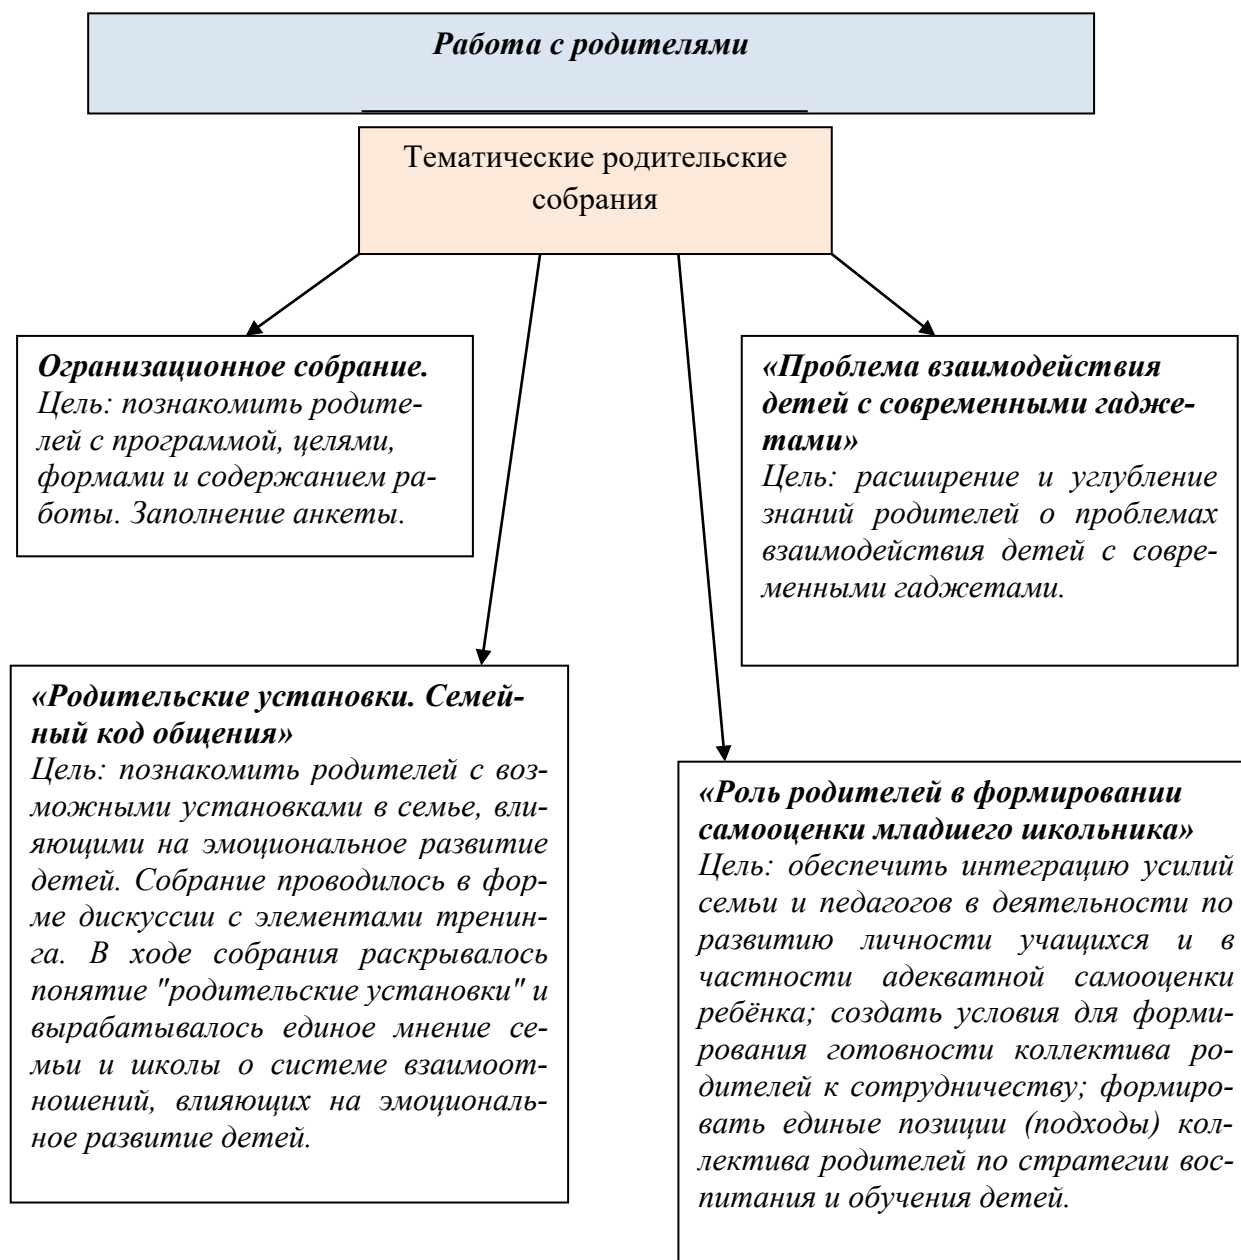 Работа с родителями
Тематические родительские
собрания
Огранизационное собрание.
Цель: познакомить родите-
лей с программой, целями,
формами и содержанием ра-
боты. Заполнение анкеты.
«Проблема взаимодействия
детей с современными гадже-
тами»
Цель: расширение и углубление
знаний родителей о проблемах
взаимодействия детей с совре-
менными гаджетами.
«Родительские установки. Семей-
ный код общения»
Цель: познакомить родителей с воз-
можными установками в семье, вли-
яющими на эмоциональное развитие
детей. Собрание проводилось в фор-
ме дискуссии с элементами тренин-
га. В ходе собрания раскрывалось
понятие "родительские установки" и
вырабатывалось единое мнение се-
мьи и школы о системе взаимоот-
ношений, влияющих на эмоциональ-
ное развитие детей.
«Роль родителей в формировании
самооценки младшего школьника»
Цель: обеспечить интеграцию усилий
семьи и педагогов в деятельности по
развитию личности учащихся и в
частности адекватной самооценки
ребёнка; создать условия для форми-
рования готовности коллектива ро-
дителей к сотрудничеству; формиро-
вать единые позиции (подходы) кол-
лектива родителей по стратегии вос-
питания и обучения детей.